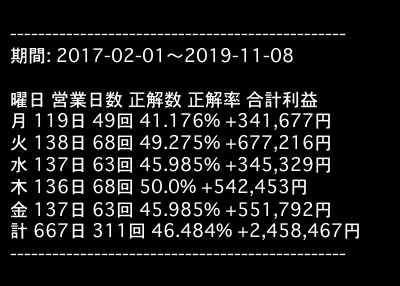 ------------------------------------------------
期間: 2017-02-01〜2019-11-08
曜日 営業日数 正解数 正解率 合計利益
月 119日 49回 41.176% +341,677円
火 138日 68回 49.275% +677,216円
水 137日 63回 45.985% +345,329円
木 136日 68回 50.0% +542,453円
金 137日 63回 45.985% +551,792円
計 667日 311回 46.484% +2,458,467円
------------------------------------------------